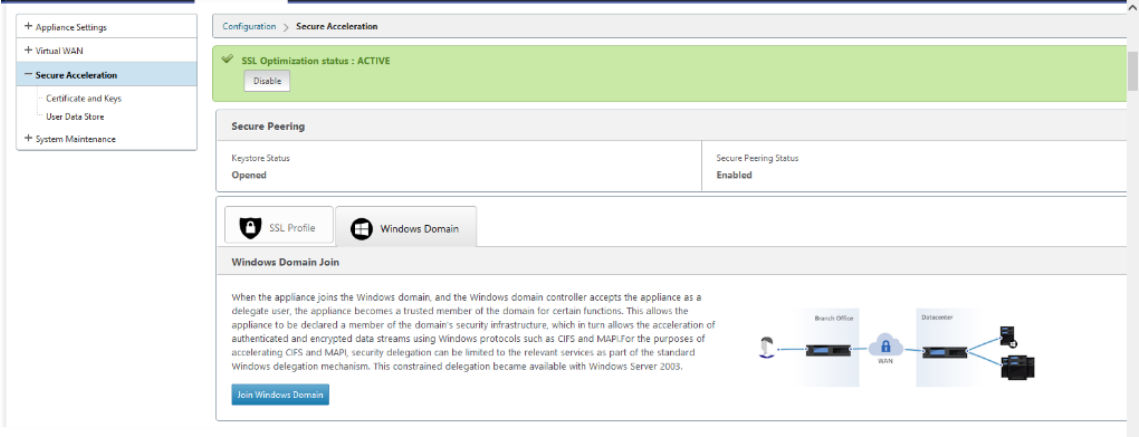 + Appliance Settings
+ Virtual WAN
− Secure Acceleration
Certificate and Keys
User Data Store
+ System Maintenance
Configuration > Secure Acceleration
SSL Optimization status : ACTIVE
Disable
Secure Peering
Keystore Status
Opened
Secure Peering Status
Enabled
SSL Profile
Windows Domain
Windows Domain Join
When the appliance joins the Windows domain, and the Windows domain controller accepts the appliance as a
delegate user, the appliance becomes a trusted member of the domain for certain functions. This allows the
appliance to be declared a member of the domain's security infrastructure, which in turn allows the acceleration of
authenticated and encrypted data streams using Windows protocols such as CIFS and MAPI.For the purposes of
accelerating CIFS and MAPI, security delegation can be limited to the relevant services as part of the standard
Windows delegation mechanism. This constrained delegation became available with Windows Server 2003.
Join Windows Domain
Branch Office
Datacenter
WAN